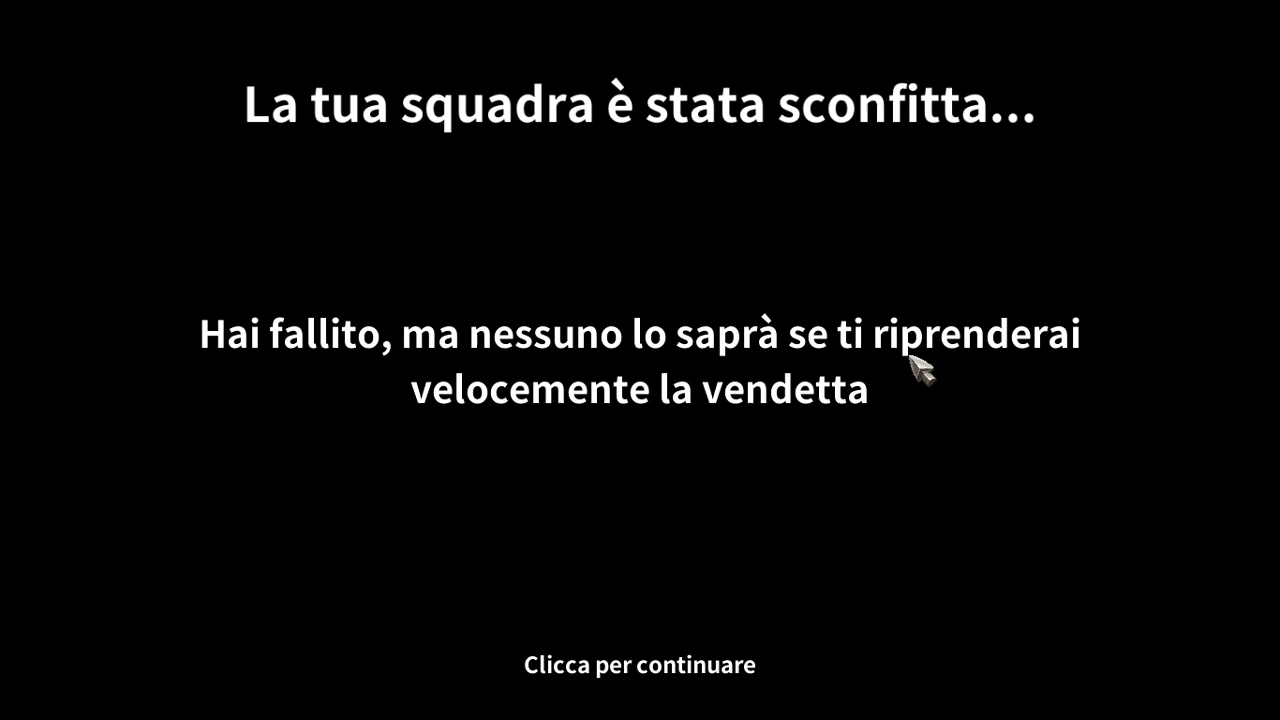 La tua squadra è stata sconfitta...
Hai fallito, ma nessuno lo saprà se ti riprenderai
velocemente la vendetta
Clicca per continuare